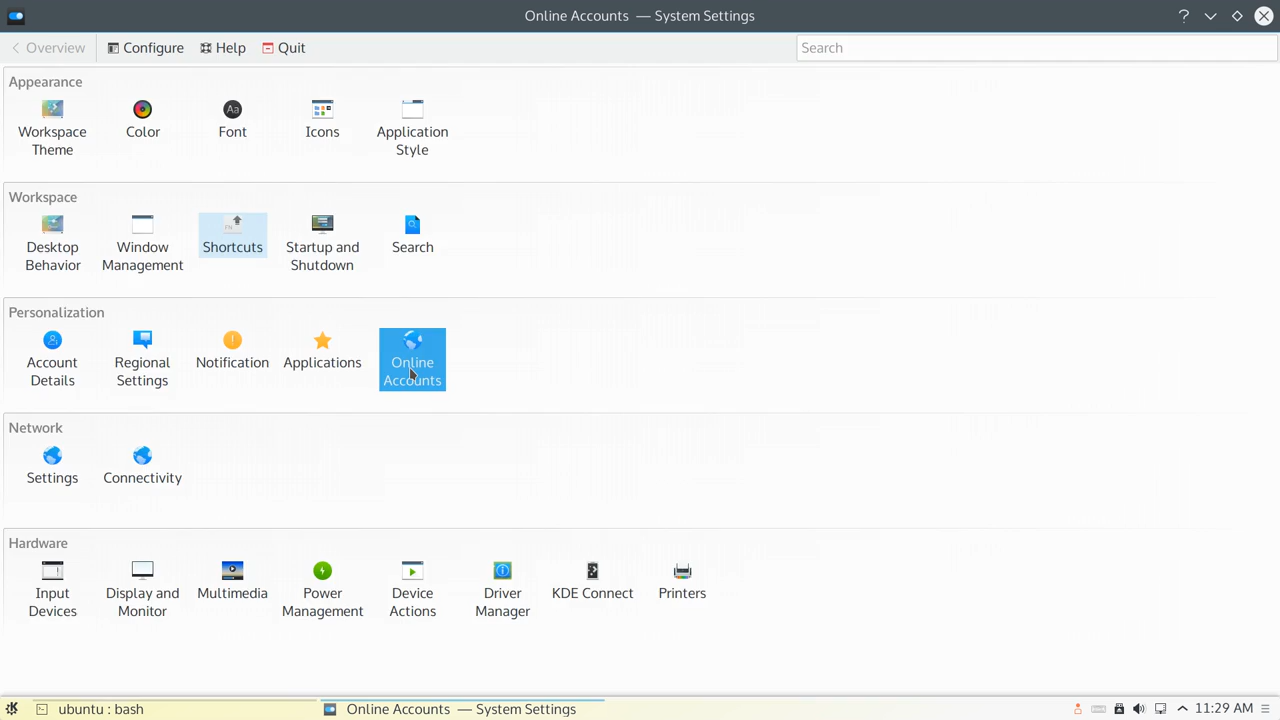 Online Accounts — System Settings
Overview Configure Help Quit Search
Appearance
Workspace Theme
Color
Font
Icons
Application Style
Workspace
Desktop Behavior
Window Management
Shortcuts
Startup and Shutdown
Search
Personalization
Account Details
Regional Settings
Notification
Applications
Online Accounts
Network
Settings
Connectivity
Hardware
Input Devices
Display and Monitor
Multimedia
Power Management
Device Actions
Driver Manager
KDE Connect
Printers
ubuntu : bash
Online Accounts — System Settings
11:29 AM